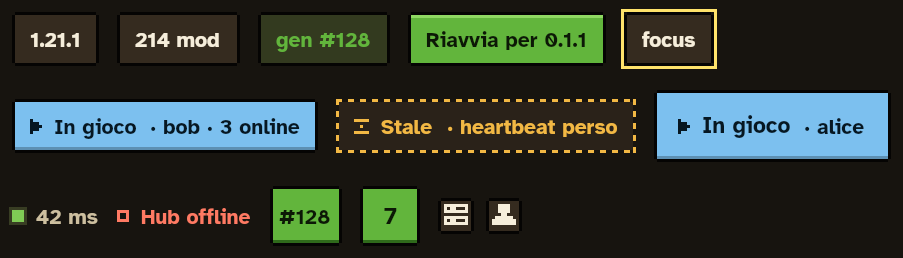 1.21.1 214 mod gen #128 Riavvia per 0.1.1 focus
In gioco · bob · 3 online Stale · heartbeat perso In gioco · alice
42 ms Hub offline #128 7